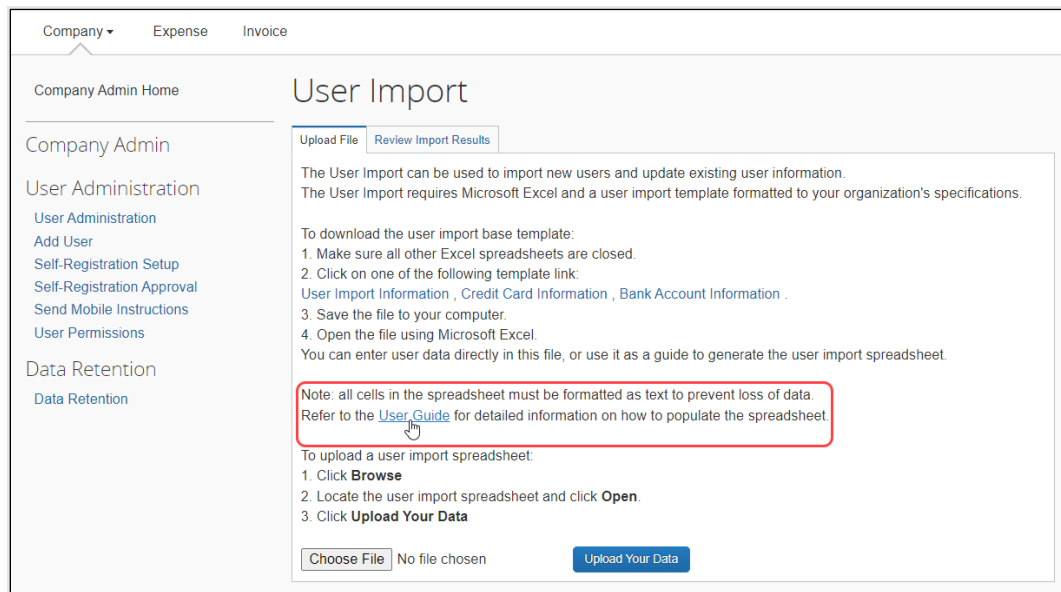 Company Expense Invoice
Company Admin Home
Company Admin
User Administration
User Administration
Add User
Self-Registration Setup
Self-Registration Approval
Send Mobile Instructions
User Permissions
Data Retention
Data Retention
User Import
Upload File Review Import Results
The User Import can be used to import new users and update existing user information.
The User Import requires Microsoft Excel and a user import template formatted to your organization's specifications.
To download the user import base template:
1. Make sure all other Excel spreadsheets are closed.
2. Click on one of the following template link:
User Import Information , Credit Card Information , Bank Account Information .
3. Save the file to your computer.
4. Open the file using Microsoft Excel.
You can enter user data directly in this file, or use it as a guide to generate the user import spreadsheet.
Note: all cells in the spreadsheet must be formatted as text to prevent loss of data.
Refer to the User Guide for detailed information on how to populate the spreadsheet.
To upload a user import spreadsheet:
1. Click Browse
2. Locate the user import spreadsheet and click Open.
3. Click Upload Your Data
Choose File No file chosen Upload Your Data